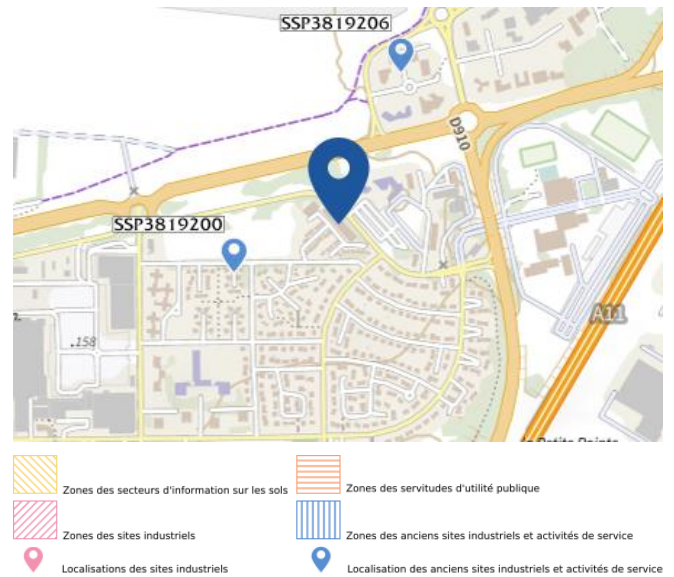 SSP3819206
D910
SSP3819200
A11
.158
la Petite Pointe
Zones des secteurs d'information sur les sols
Zones des servitudes d'utilité publique
Zones des sites industriels
Zones des anciens sites industriels et activités de service
Localisations des sites industriels
Localisation des anciens sites industriels et activités de service